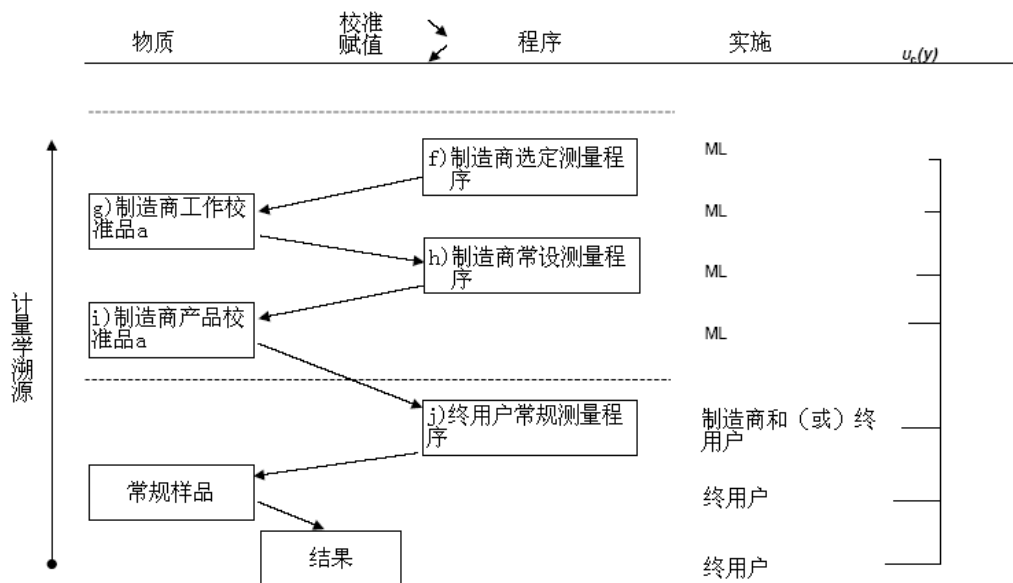 物质
校准
赋值
程序
实施
uc(y)
f)制造商选定测量程
序
ML
g)制造商工作校
准品a
ML
h)制造商常设测量程
序
ML
i)制造商产品校
准品a
ML
计量学溯源
j)终用户常规测量程
序
制造商和（或）终
用户
常规样品
终用户
结果
终用户